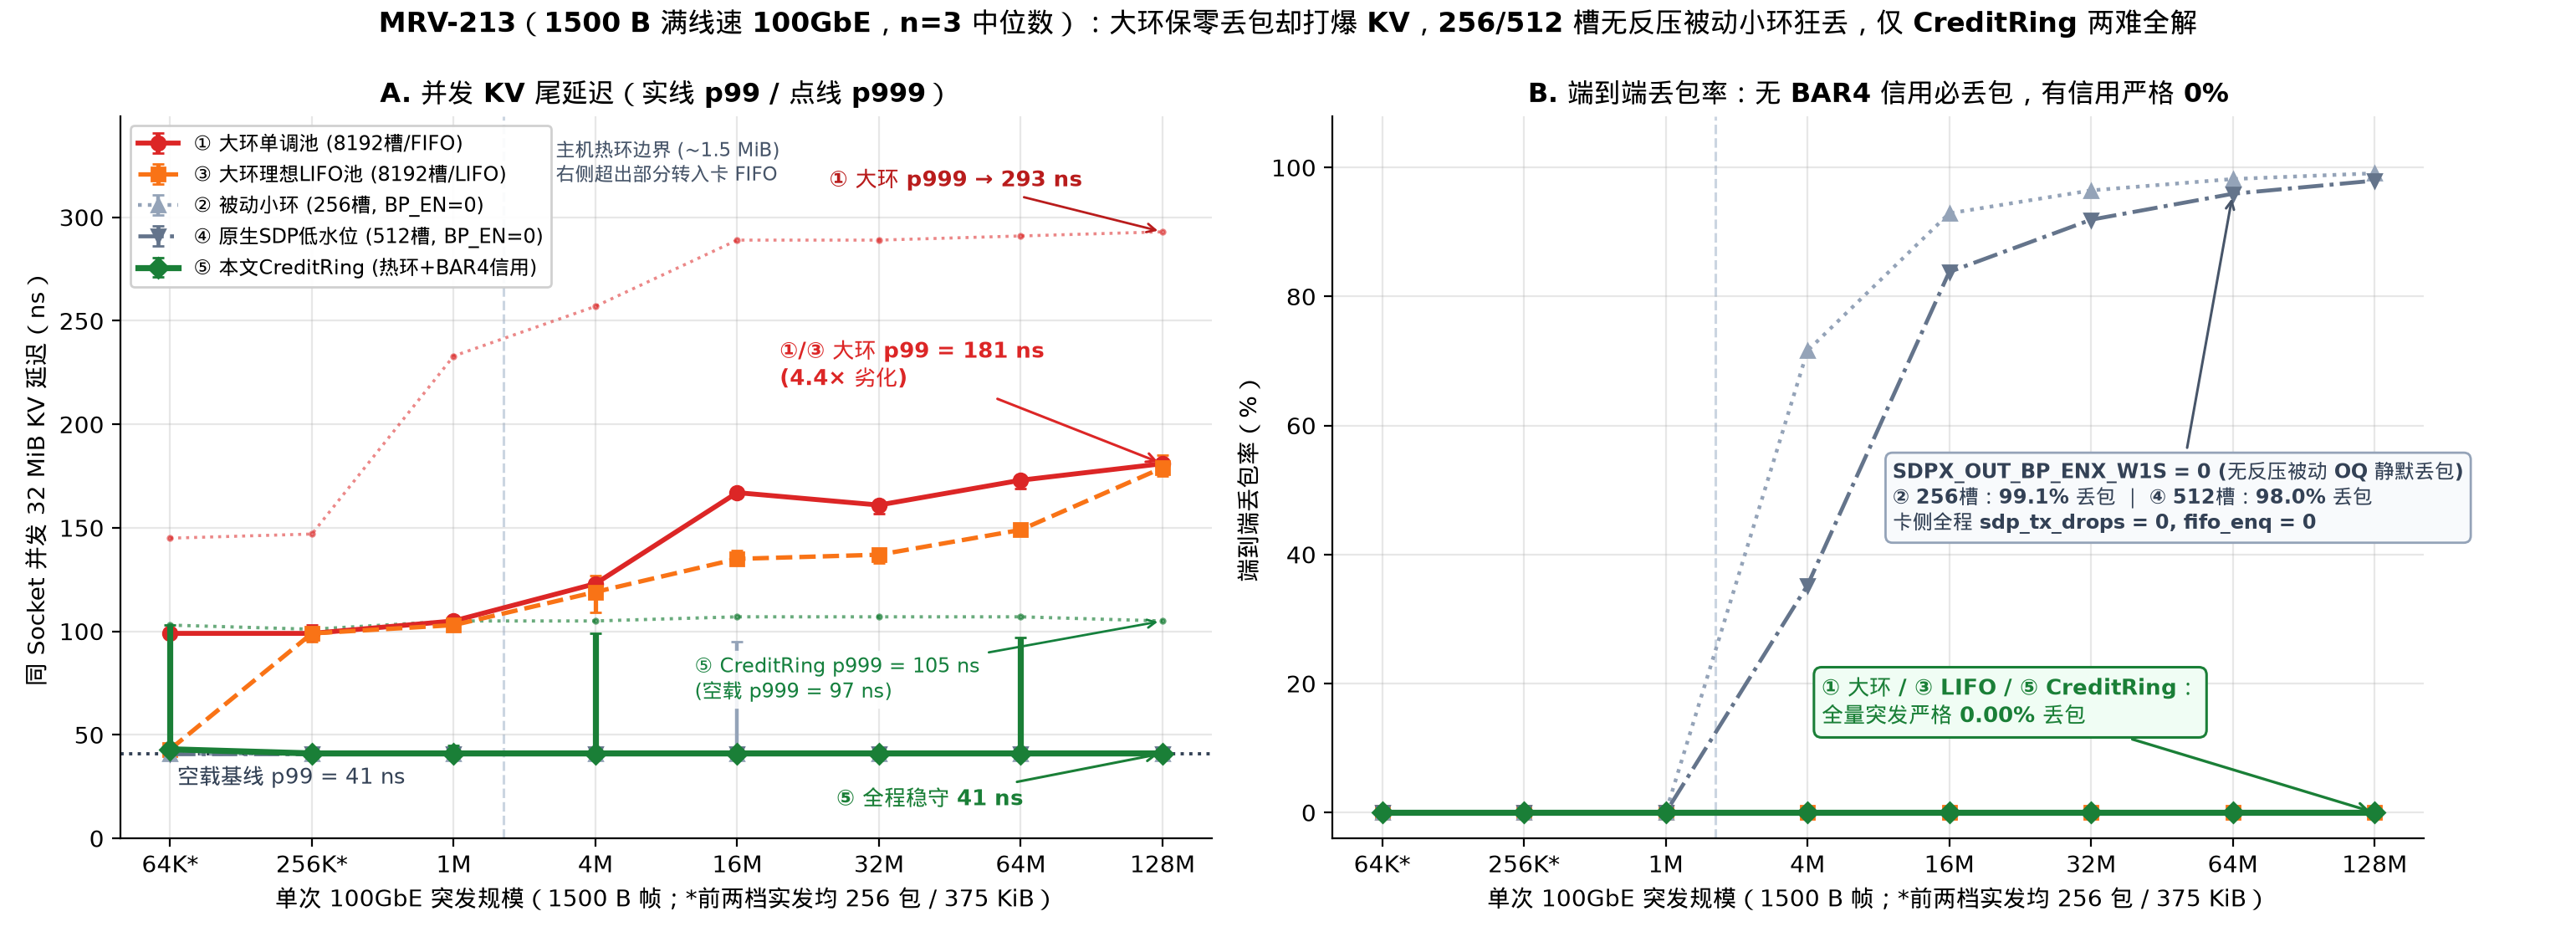 MRV-213（1500 B 满线速 100GbE，n=3 中位数）：大环保零丢包却打爆 KV，256/512 槽无反压被动小环狂丢，仅 CreditRing 两难全解
A. 并发 KV 尾延迟（实线 p99 / 点线 p999）
① 大环单调池 (8192槽/FIFO)
③ 大环理想LIFO池 (8192槽/LIFO)
② 被动小环 (256槽, BP_EN=0)
④ 原生SDP低水位 (512槽, BP_EN=0)
⑤ 本文CreditRing (热环+BAR4信用)
主机热环边界 (~1.5 MiB)
右侧超出部分转入卡 FIFO
① 大环 p999 → 293 ns
①/③ 大环 p99 = 181 ns
(4.4× 劣化)
⑤ CreditRing p999 = 105 ns
(空载 p999 = 97 ns)
空载基线 p99 = 41 ns
⑤ 全程稳守 41 ns
同 Socket 并发 32 MiB KV 延迟（ns）
300
250
200
150
100
50
0
64K*
256K*
1M
4M
16M
32M
64M
128M
单次 100GbE 突发规模（1500 B 帧；*前两档实发均 256 包 / 375 KiB）
B. 端到端丢包率：无 BAR4 信用必丢包，有信用严格 0%
端到端丢包率（%）
100
80
60
40
20
0
SDPX_OUT_BP_ENX_W1S = 0 (无反压被动 OQ 静默丢包)
② 256槽：99.1% 丢包 | ④ 512槽：98.0% 丢包
卡侧全程 sdp_tx_drops = 0, fifo_enq = 0
① 大环 / ③ LIFO / ⑤ CreditRing：
全量突发严格 0.00% 丢包
64K*
256K*
1M
4M
16M
32M
64M
128M
单次 100GbE 突发规模（1500 B 帧；*前两档实发均 256 包 / 375 KiB）